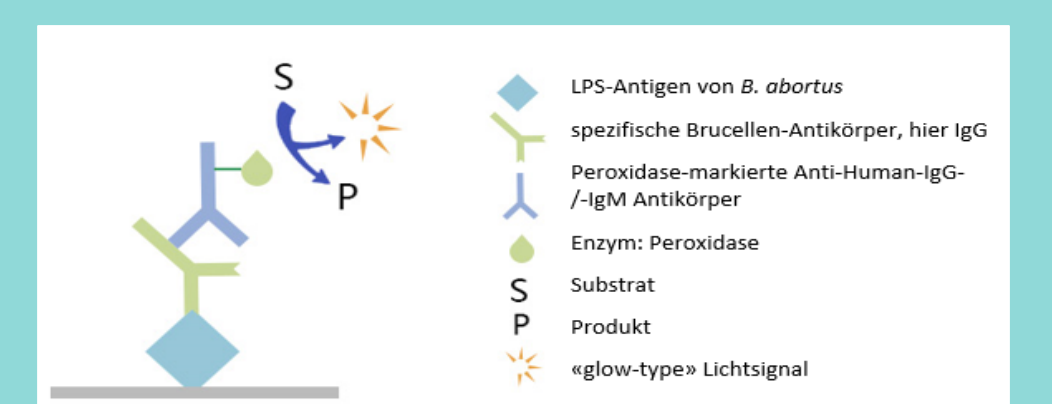 S
P
LPS-Antigen von B. abortus
spezifische Brucellen-Antikörper, hier IgG
Peroxidase-markierte Anti-Human-IgG-
/-IgM Antikörper
Enzym: Peroxidase
S
Substrat
P
Produkt
«glow-type» Lichtsignal